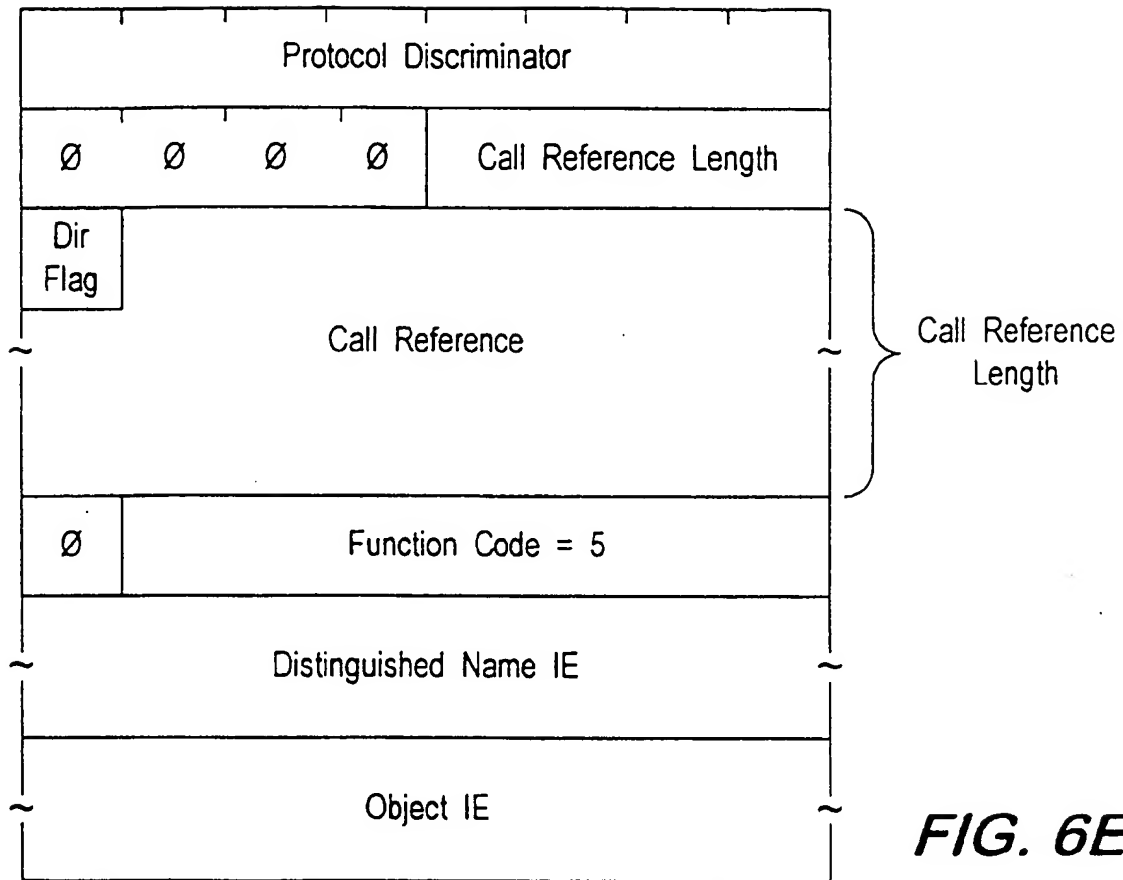 Protocol Discriminator
Ø Ø Ø Ø Call Reference Length
Dir
Flag
Call Reference
Call Reference
Length
Ø Function Code = 5
Distinguished Name IE
Object IE
FIG. 6E